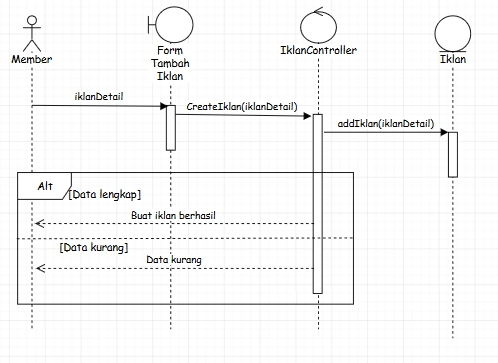 Member
Form
Tambah
Iklan
IklanController
Iklan
iklanDetail
CreateIklan(iklanDetail)
addIklan(iklanDetail)
Alt
[Data lengkap]
Buat iklan berhasil
[Data kurang]
Data kurang